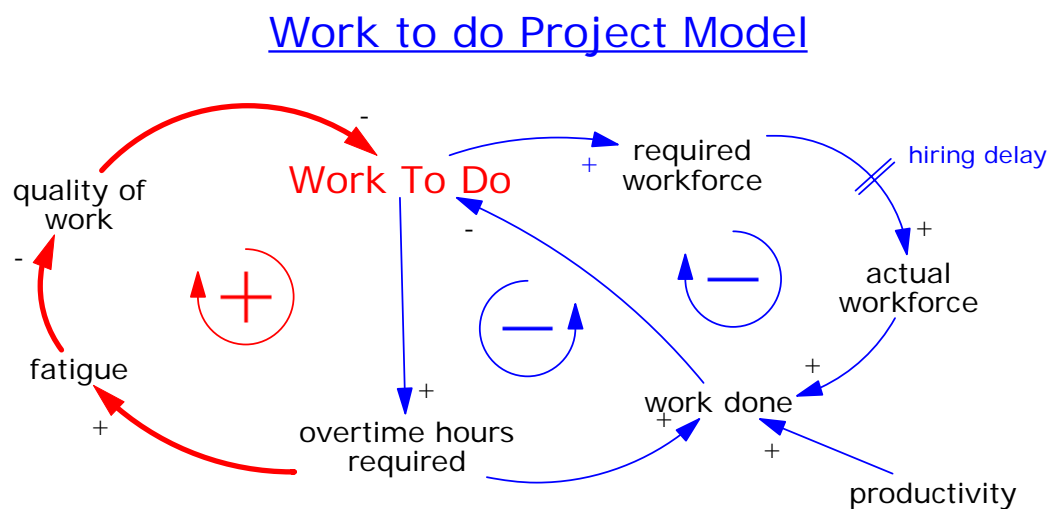 Work to do Project Model
-
required
workforce
+
hiring delay
quality of
work
Work To Do
-
+
-
actual
workforce
+
-
-
fatigue
+
+
work done
+
+
overtime hours
required
+
+
productivity